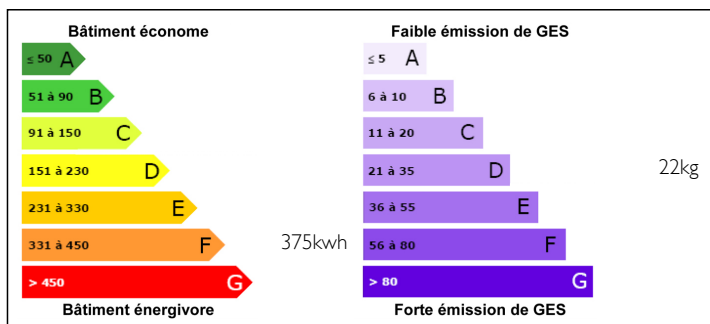 Bâtiment économe
≤ 50 A
51 à 90 B
91 à 150 C
151 à 230 D
231 à 330 E
331 à 450 F
375kwh
> 450 G
Bâtiment énergivore
Faible émission de GES
≤ 5 A
6 à 10 B
11 à 20 C
21 à 35 D
22kg
36 à 55 E
56 à 80 F
> 80 G
Forte émission de GES